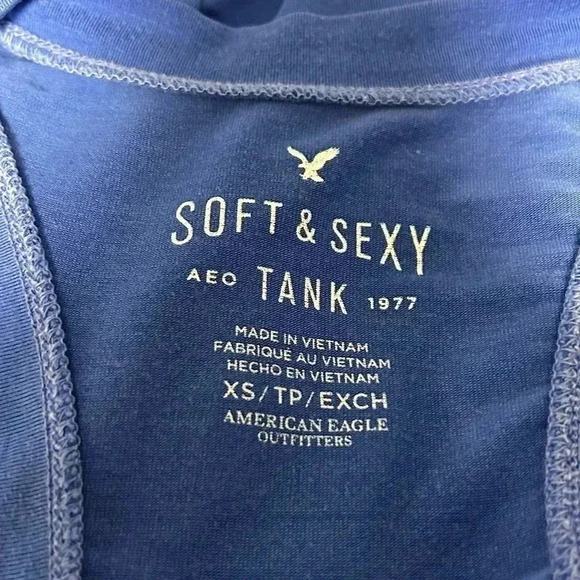 SOFT & SEXY
AEO TANK 1977
MADE IN VIETNAM
FABRIQUÉ AU VIETNAM
HECHO EN VIETNAM
XS/TP/EXCH
AMERICAN EAGLE
OUTFITTERS